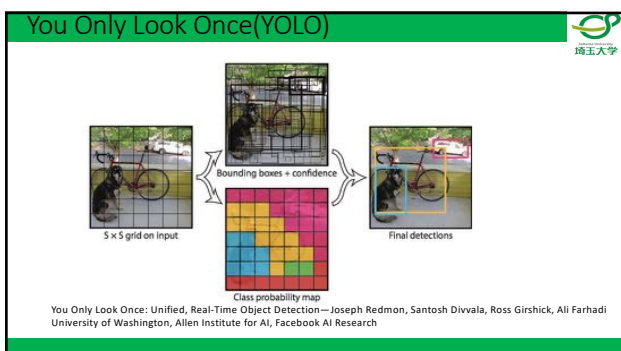 You Only Look Once(YOLO)
Saitama University
埼玉大学
Bounding boxes + confidence
S × S grid on input
Final detections
Class probability map
You Only Look Once: Unified, Real-Time Object Detection—Joseph Redmon, Santosh Divvala, Ross Girshick, Ali Farhadi
University of Washington, Allen Institute for AI, Facebook AI Research